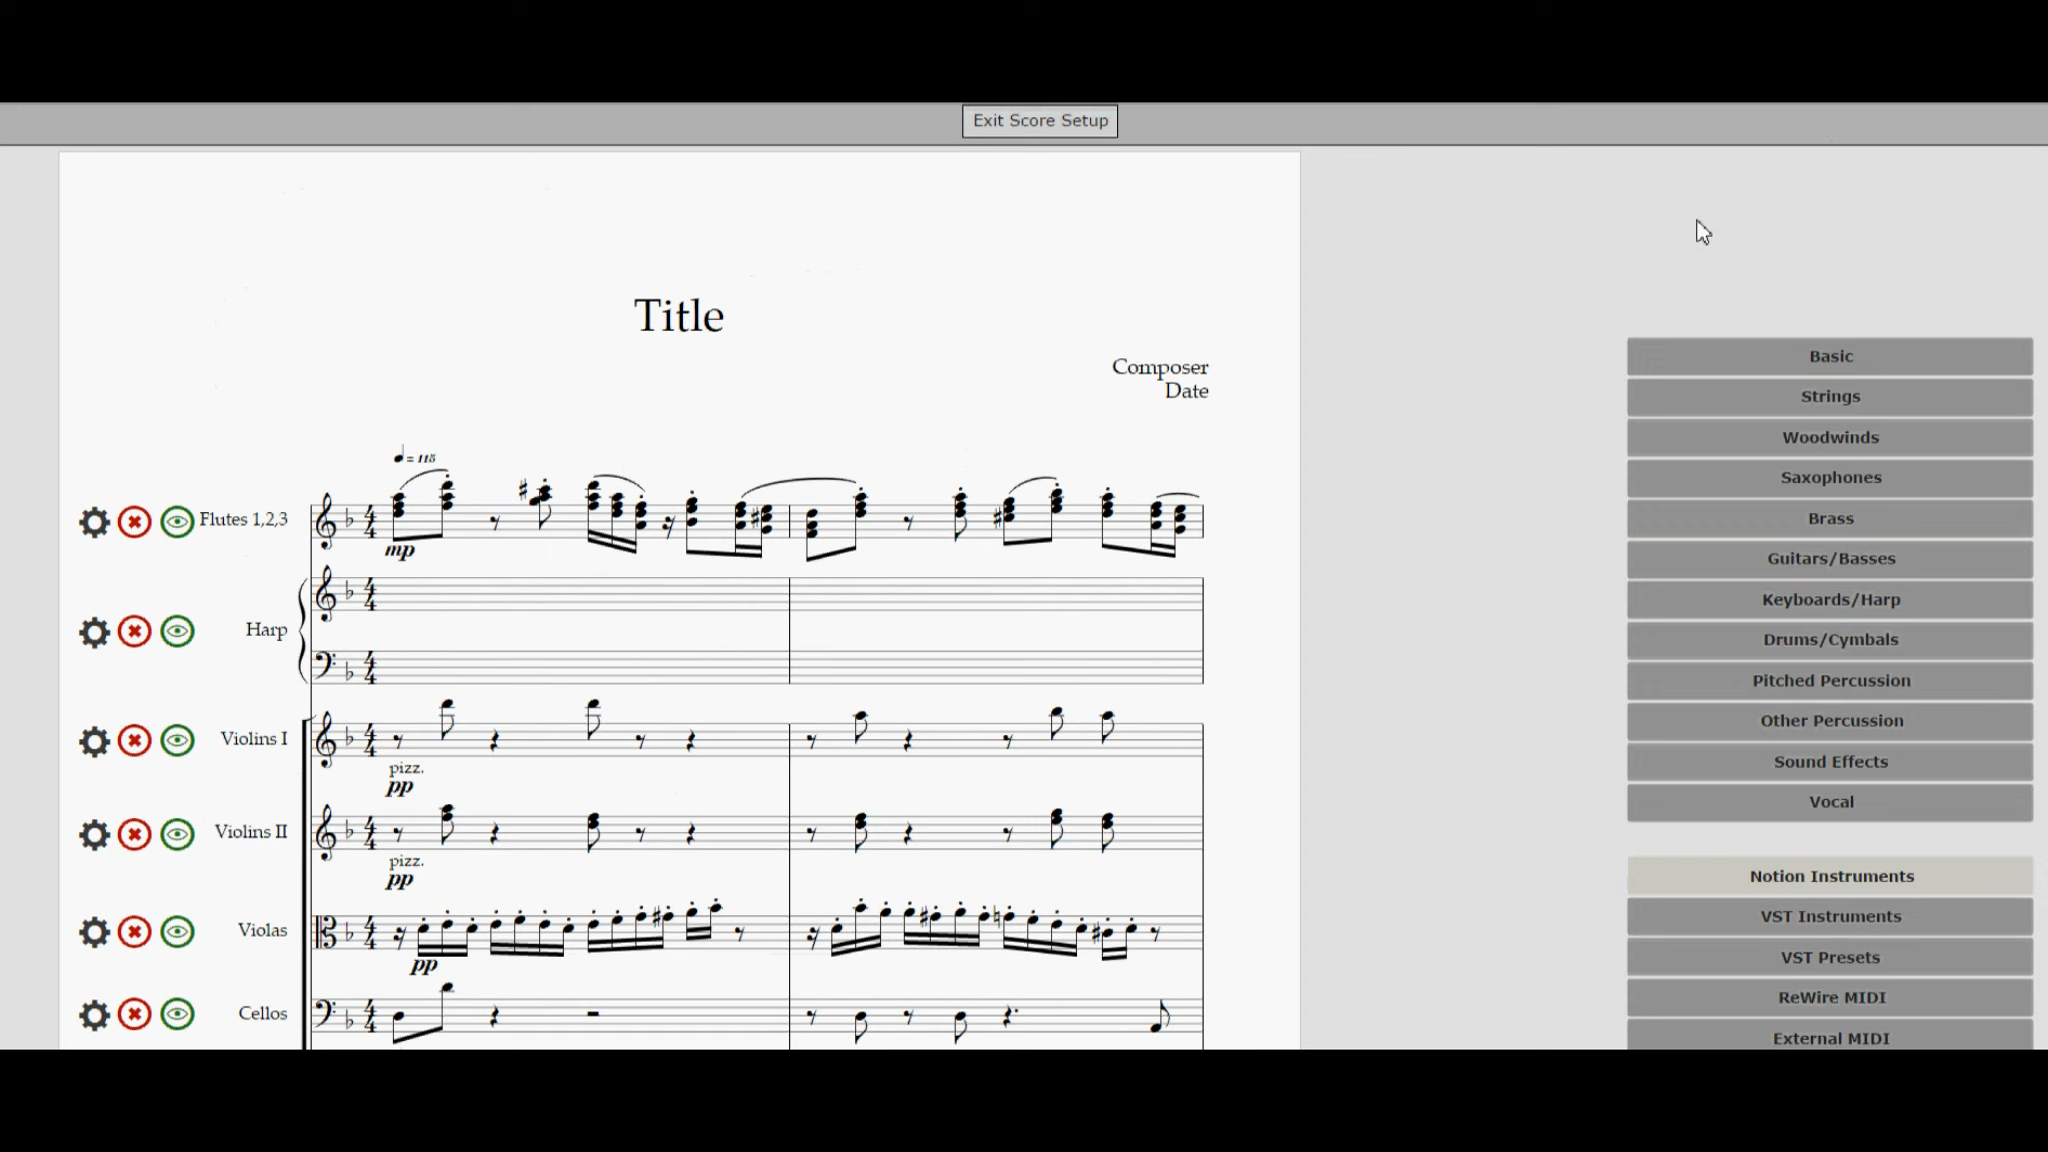 Exit Score Setup
Title
Composer
Date
= 115
Flutes 1,2,3
mp
Harp
Violins I
pizz.
pp
Violins II
pizz.
pp
Violas
pp
Cellos
Basic
Strings
Woodwinds
Saxophones
Brass
Guitars/Basses
Keyboards/Harp
Drums/Cymbals
Pitched Percussion
Other Percussion
Sound Effects
Vocal
Notion Instruments
VST Instruments
VST Presets
ReWire MIDI
External MIDI